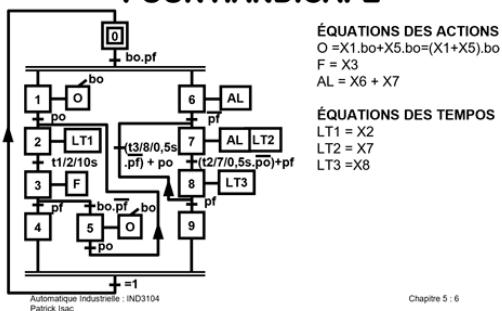 POUR HANDICAPÉ
0
bo.pf
ÉQUATIONS DES ACTIONS
O =X1.bo+X5.bo=(X1+X5).bo
F = X3
AL = X6 + X7
ÉQUATIONS DES TEMPOS
LT1 = X2
LT2 = X7
LT3 =X8
bo
1 O 6 AL
po pf
2 LT1 (t3/8/0,5s 7 AL LT2
t1/2/10s .pf) + po (t2/7/0,5s.po)+pf
3 F 8 LT3
pf bo.pf bo pf
4 5 O 9
po
=1
Automatique Industrielle : IND3104
Patrick Isac
Chapitre 5 : 6